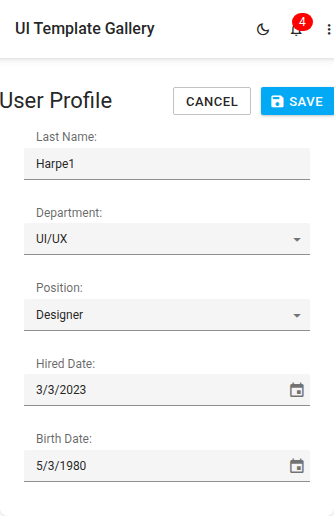 UI Template Gallery
4
User Profile
CANCEL
SAVE
Last Name:
Harpe1
Department:
UI/UX
Position:
Designer
Hired Date:
3/3/2023
Birth Date:
5/3/1980